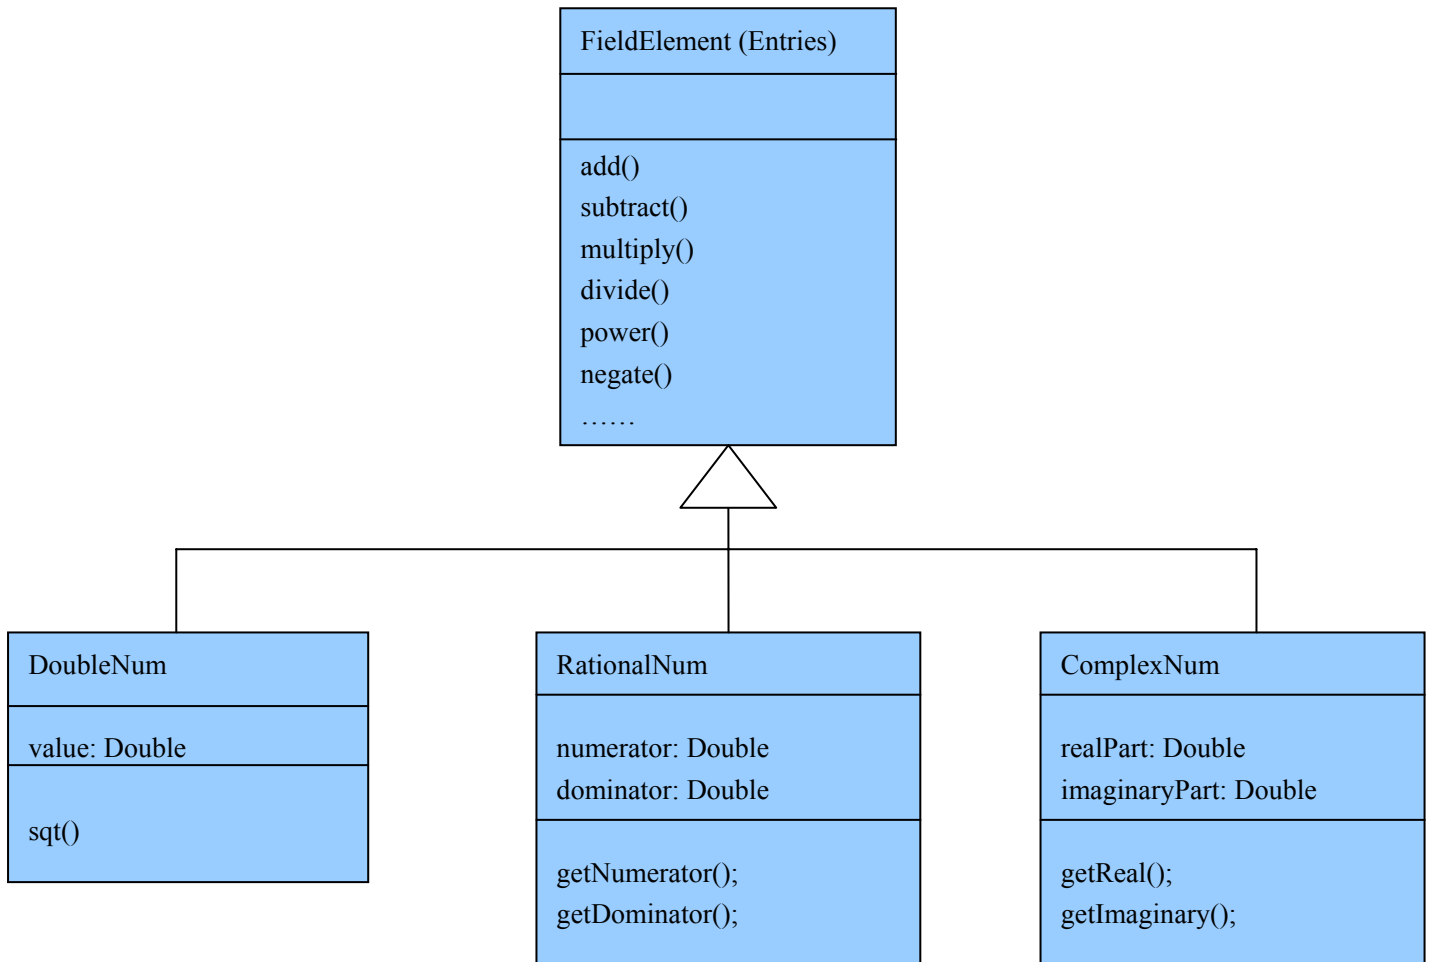 FieldElement (Entries)
add()
subtract()
multiply()
divide()
power()
negate()
……
DoubleNum
value: Double
sqt()
RationalNum
numerator: Double
dominator: Double
getNumerator();
getDominator();
ComplexNum
realPart: Double
imaginaryPart: Double
getReal();
getImaginary();